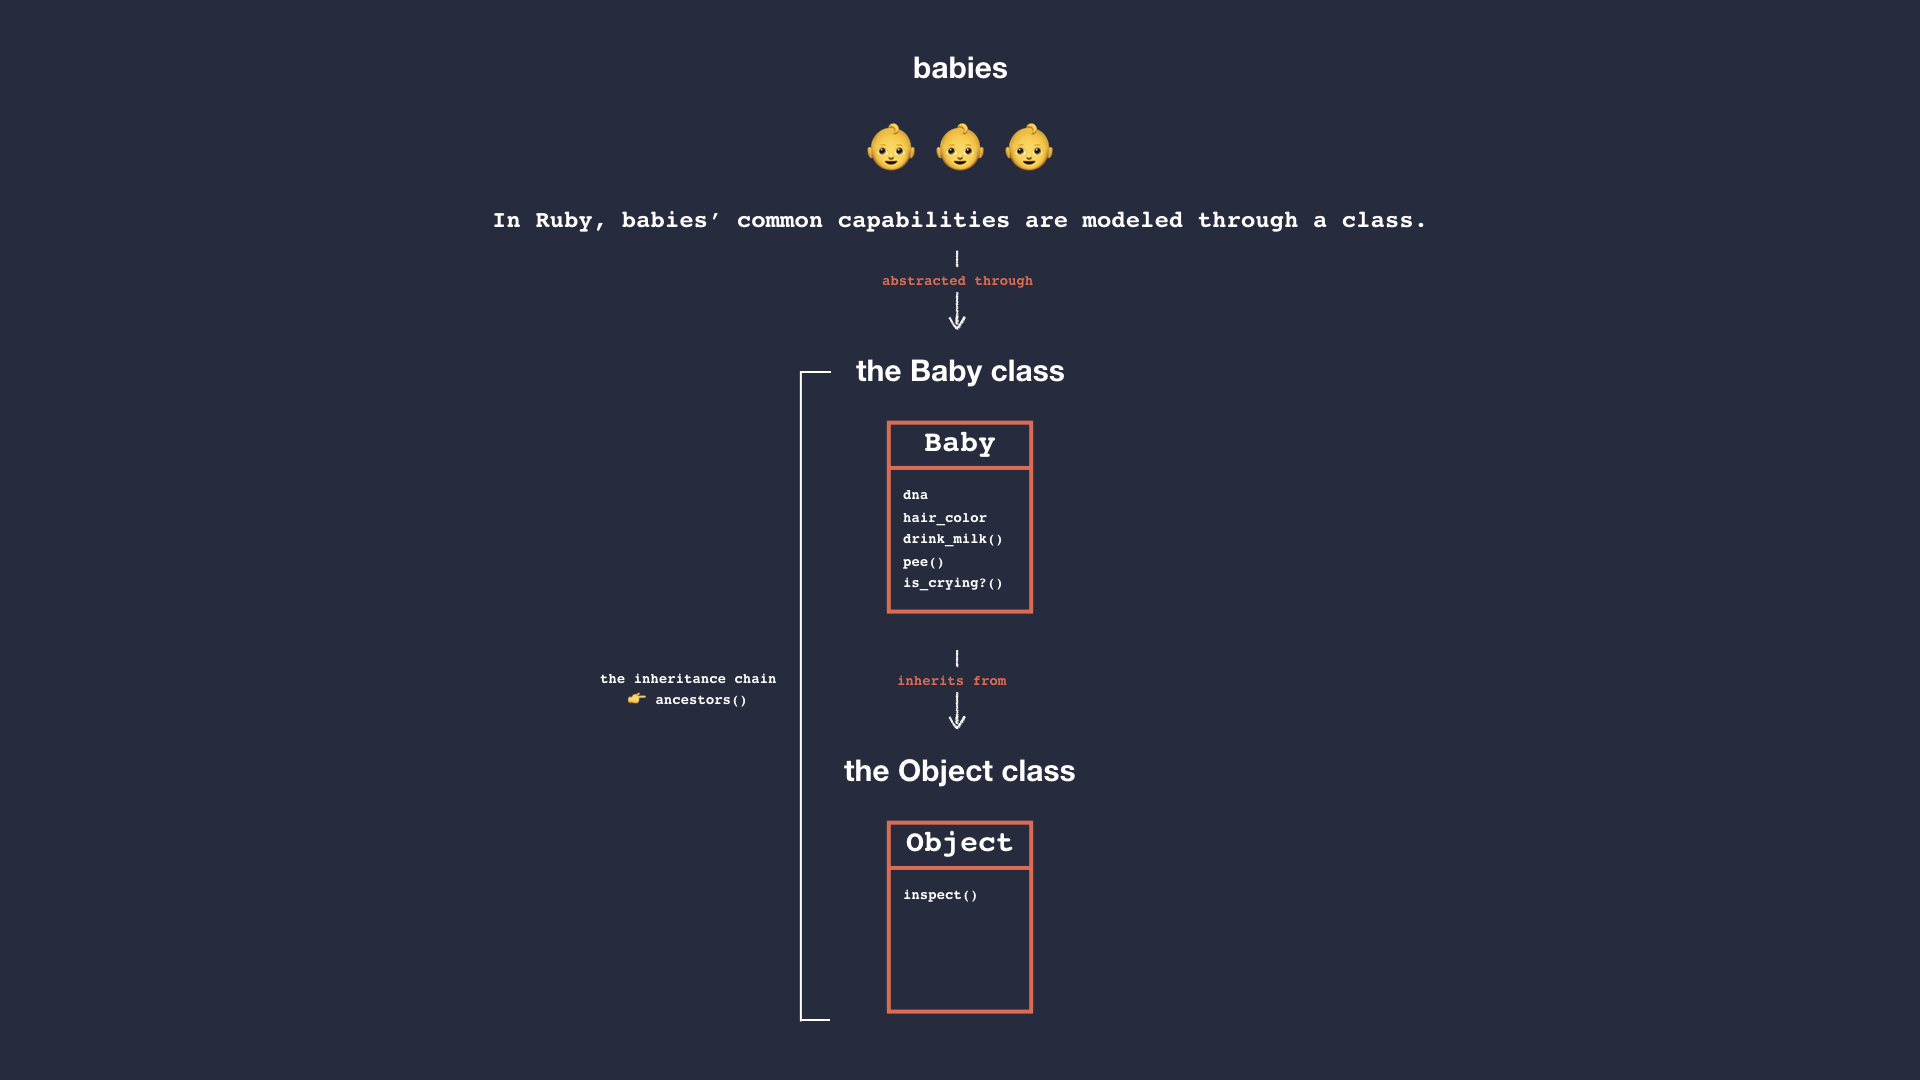 babies
In Ruby, babies’ common capabilities are modeled through a class.
abstracted through
the Baby class
Baby
dna
hair_color
drink_milk()
pee()
is_crying?()
the inheritance chain
👉 ancestors()
inherits from
the Object class
Object
inspect()